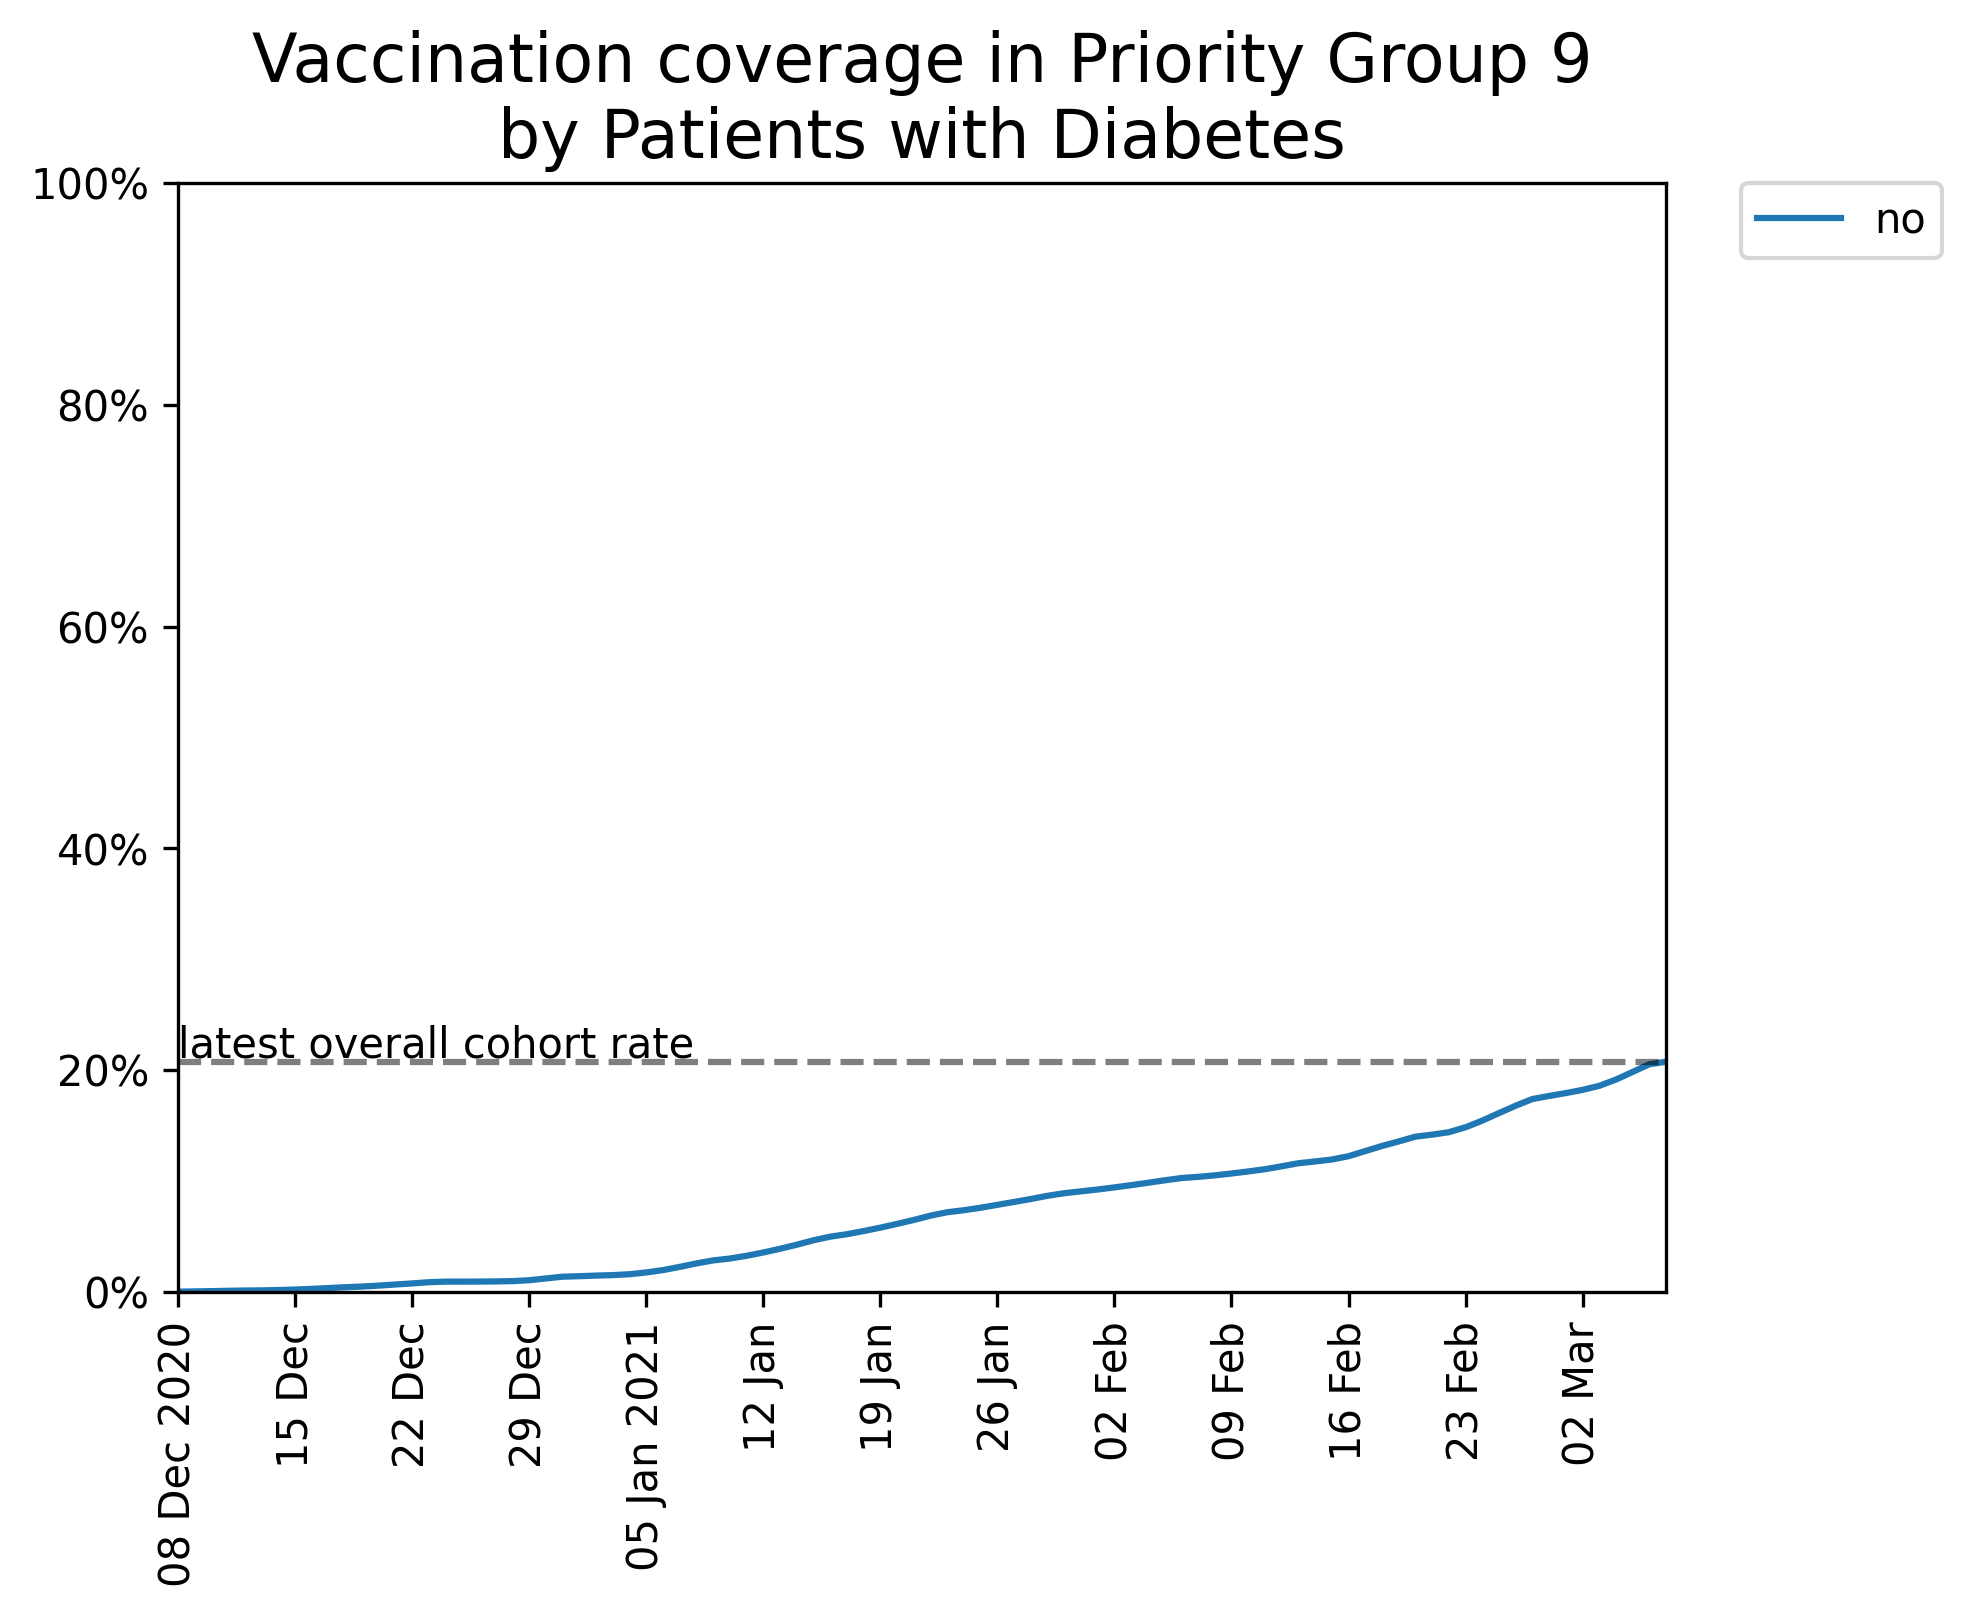 Vaccination coverage in Priority Group 9
by Patients with Diabetes
100%
80%
60%
40%
20%
0%
latest overall cohort rate
no
08 Dec 2020
15 Dec
22 Dec
29 Dec
05 Jan 2021
12 Jan
19 Jan
26 Jan
02 Feb
09 Feb
16 Feb
23 Feb
02 Mar